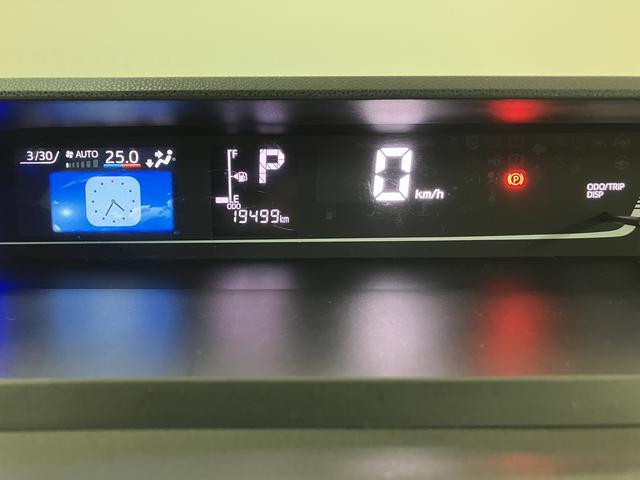 3/30 AUTO 25.0
F
P
E
ODO
19499km
0 km/h
(P)
ODO/TRIP
DISP